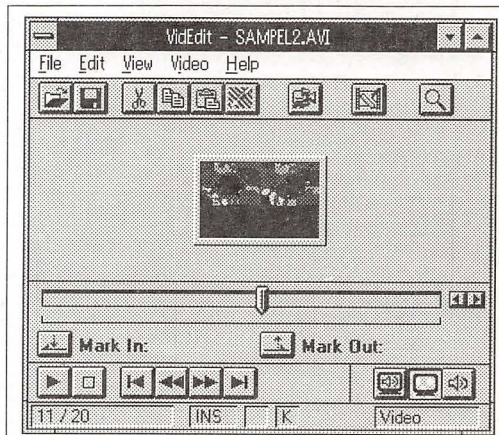 VidEdit - SAMPEL2.AVI
File Edit View Video Help
Mark In: Mark Out:
11 / 20 INS K Video